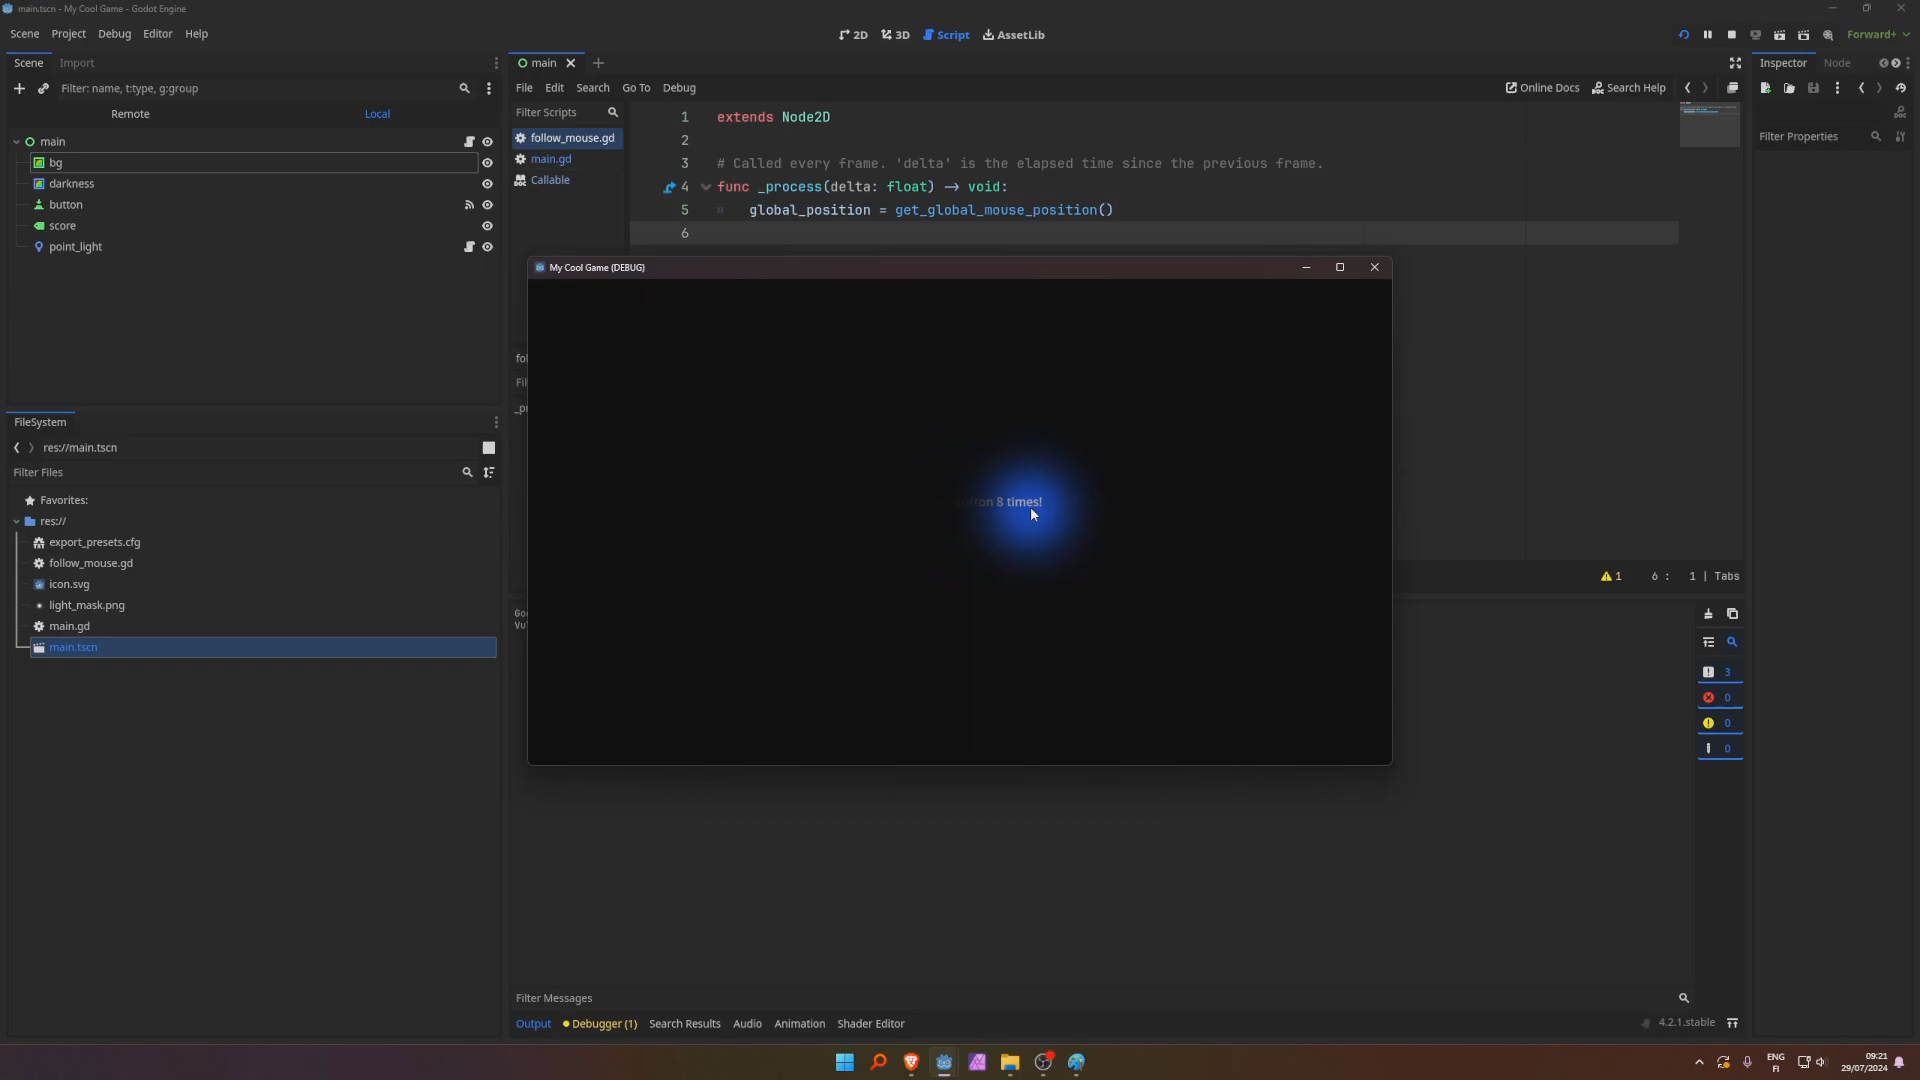 main.tscn - My Cool Game - Godot Engine
Scene Project Debug Editor Help
2D 3D Script AssetLib
Forward+
Scene Import
main
Inspector Node
Filter: name, t:type, g:group
File Edit Search Go To Debug
Online Docs Search Help
Remote Local
Filter Scripts
Filter Properties
main
bg
darkness
button
score
point_light
follow_mouse.gd
main.gd
Callable
1 extends Node2D
2
3 # Called every frame. 'delta' is the elapsed time since the previous frame.
4 func _process(delta: float) -> void:
5 global_position = get_global_mouse_position()
6
My Cool Game (DEBUG)
button 8 times!
FileSystem
res://main.tscn
Filter Files
Favorites:
res://
export_presets.cfg
follow_mouse.gd
icon.svg
light_mask.png
main.gd
main.tscn
1 6 : 1 | Tabs
3
0
0
0
Filter Messages
Output Debugger (1) Search Results Audio Animation Shader Editor
4.2.1.stable
ENG
FI
09:21
29/07/2024